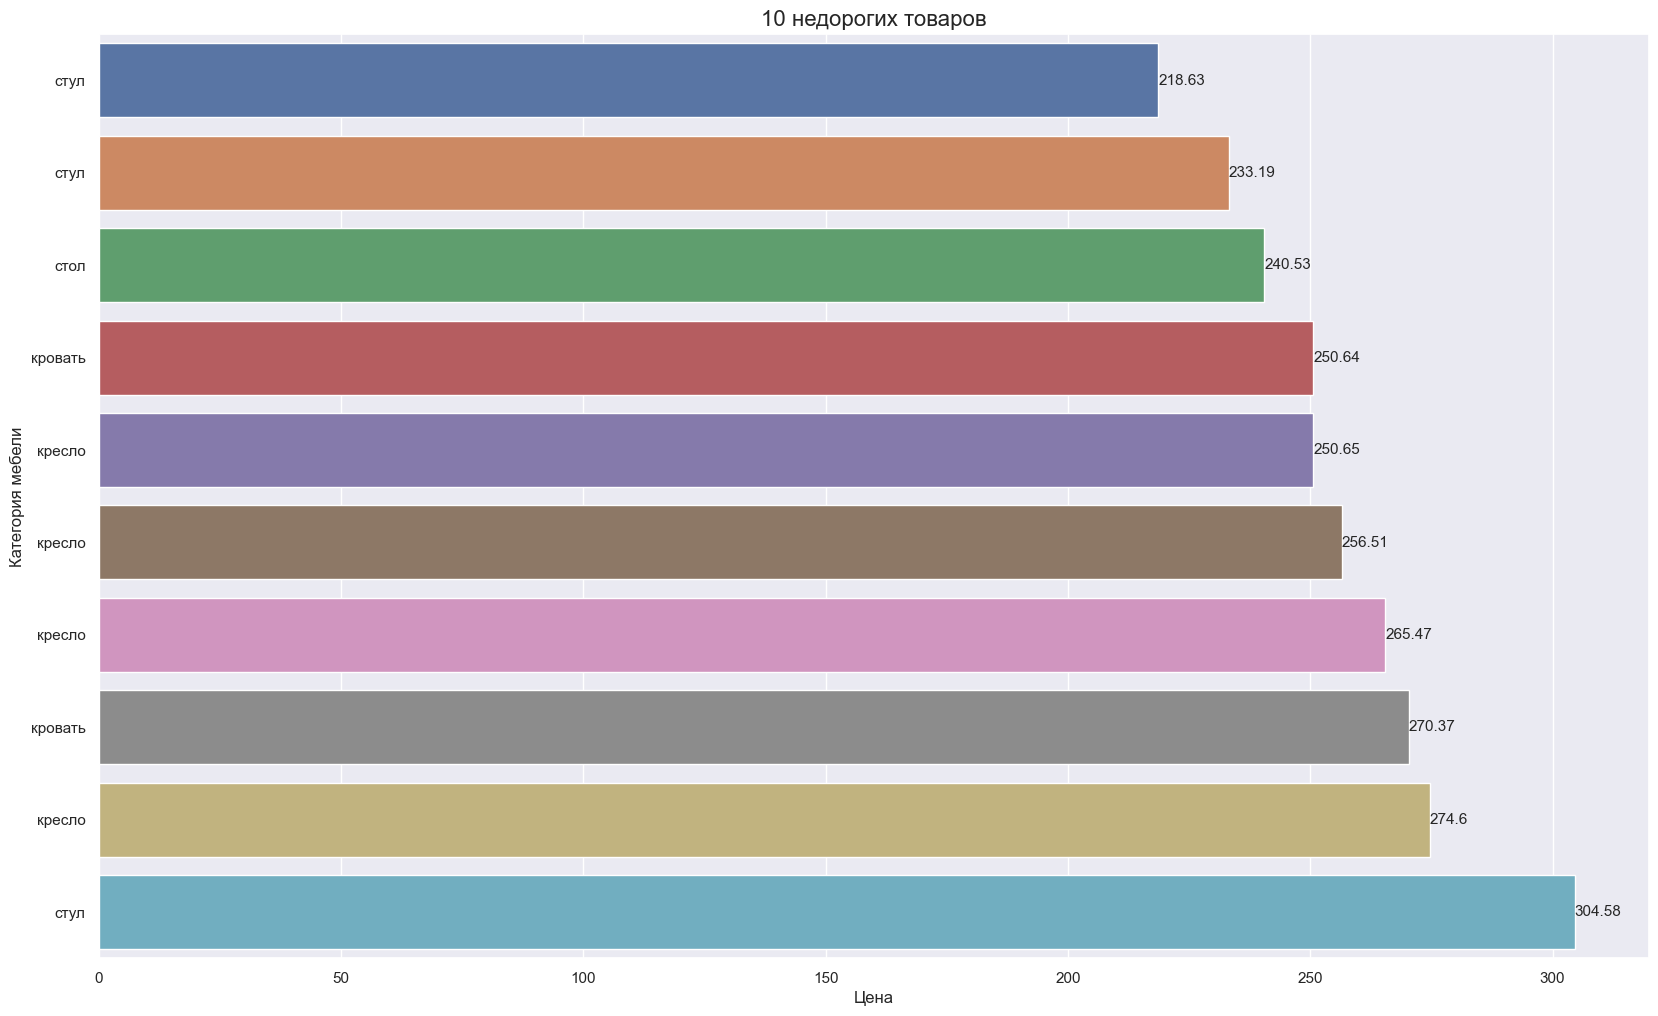 10 недорогих товаров
стул
218.63
стул
233.19
стол
240.53
кровать
250.64
кресло
250.65
кресло
256.51
кресло
265.47
кровать
270.37
кресло
274.6
стул
304.58
Категория мебели
0 50 100 150 200 250 300
Цена